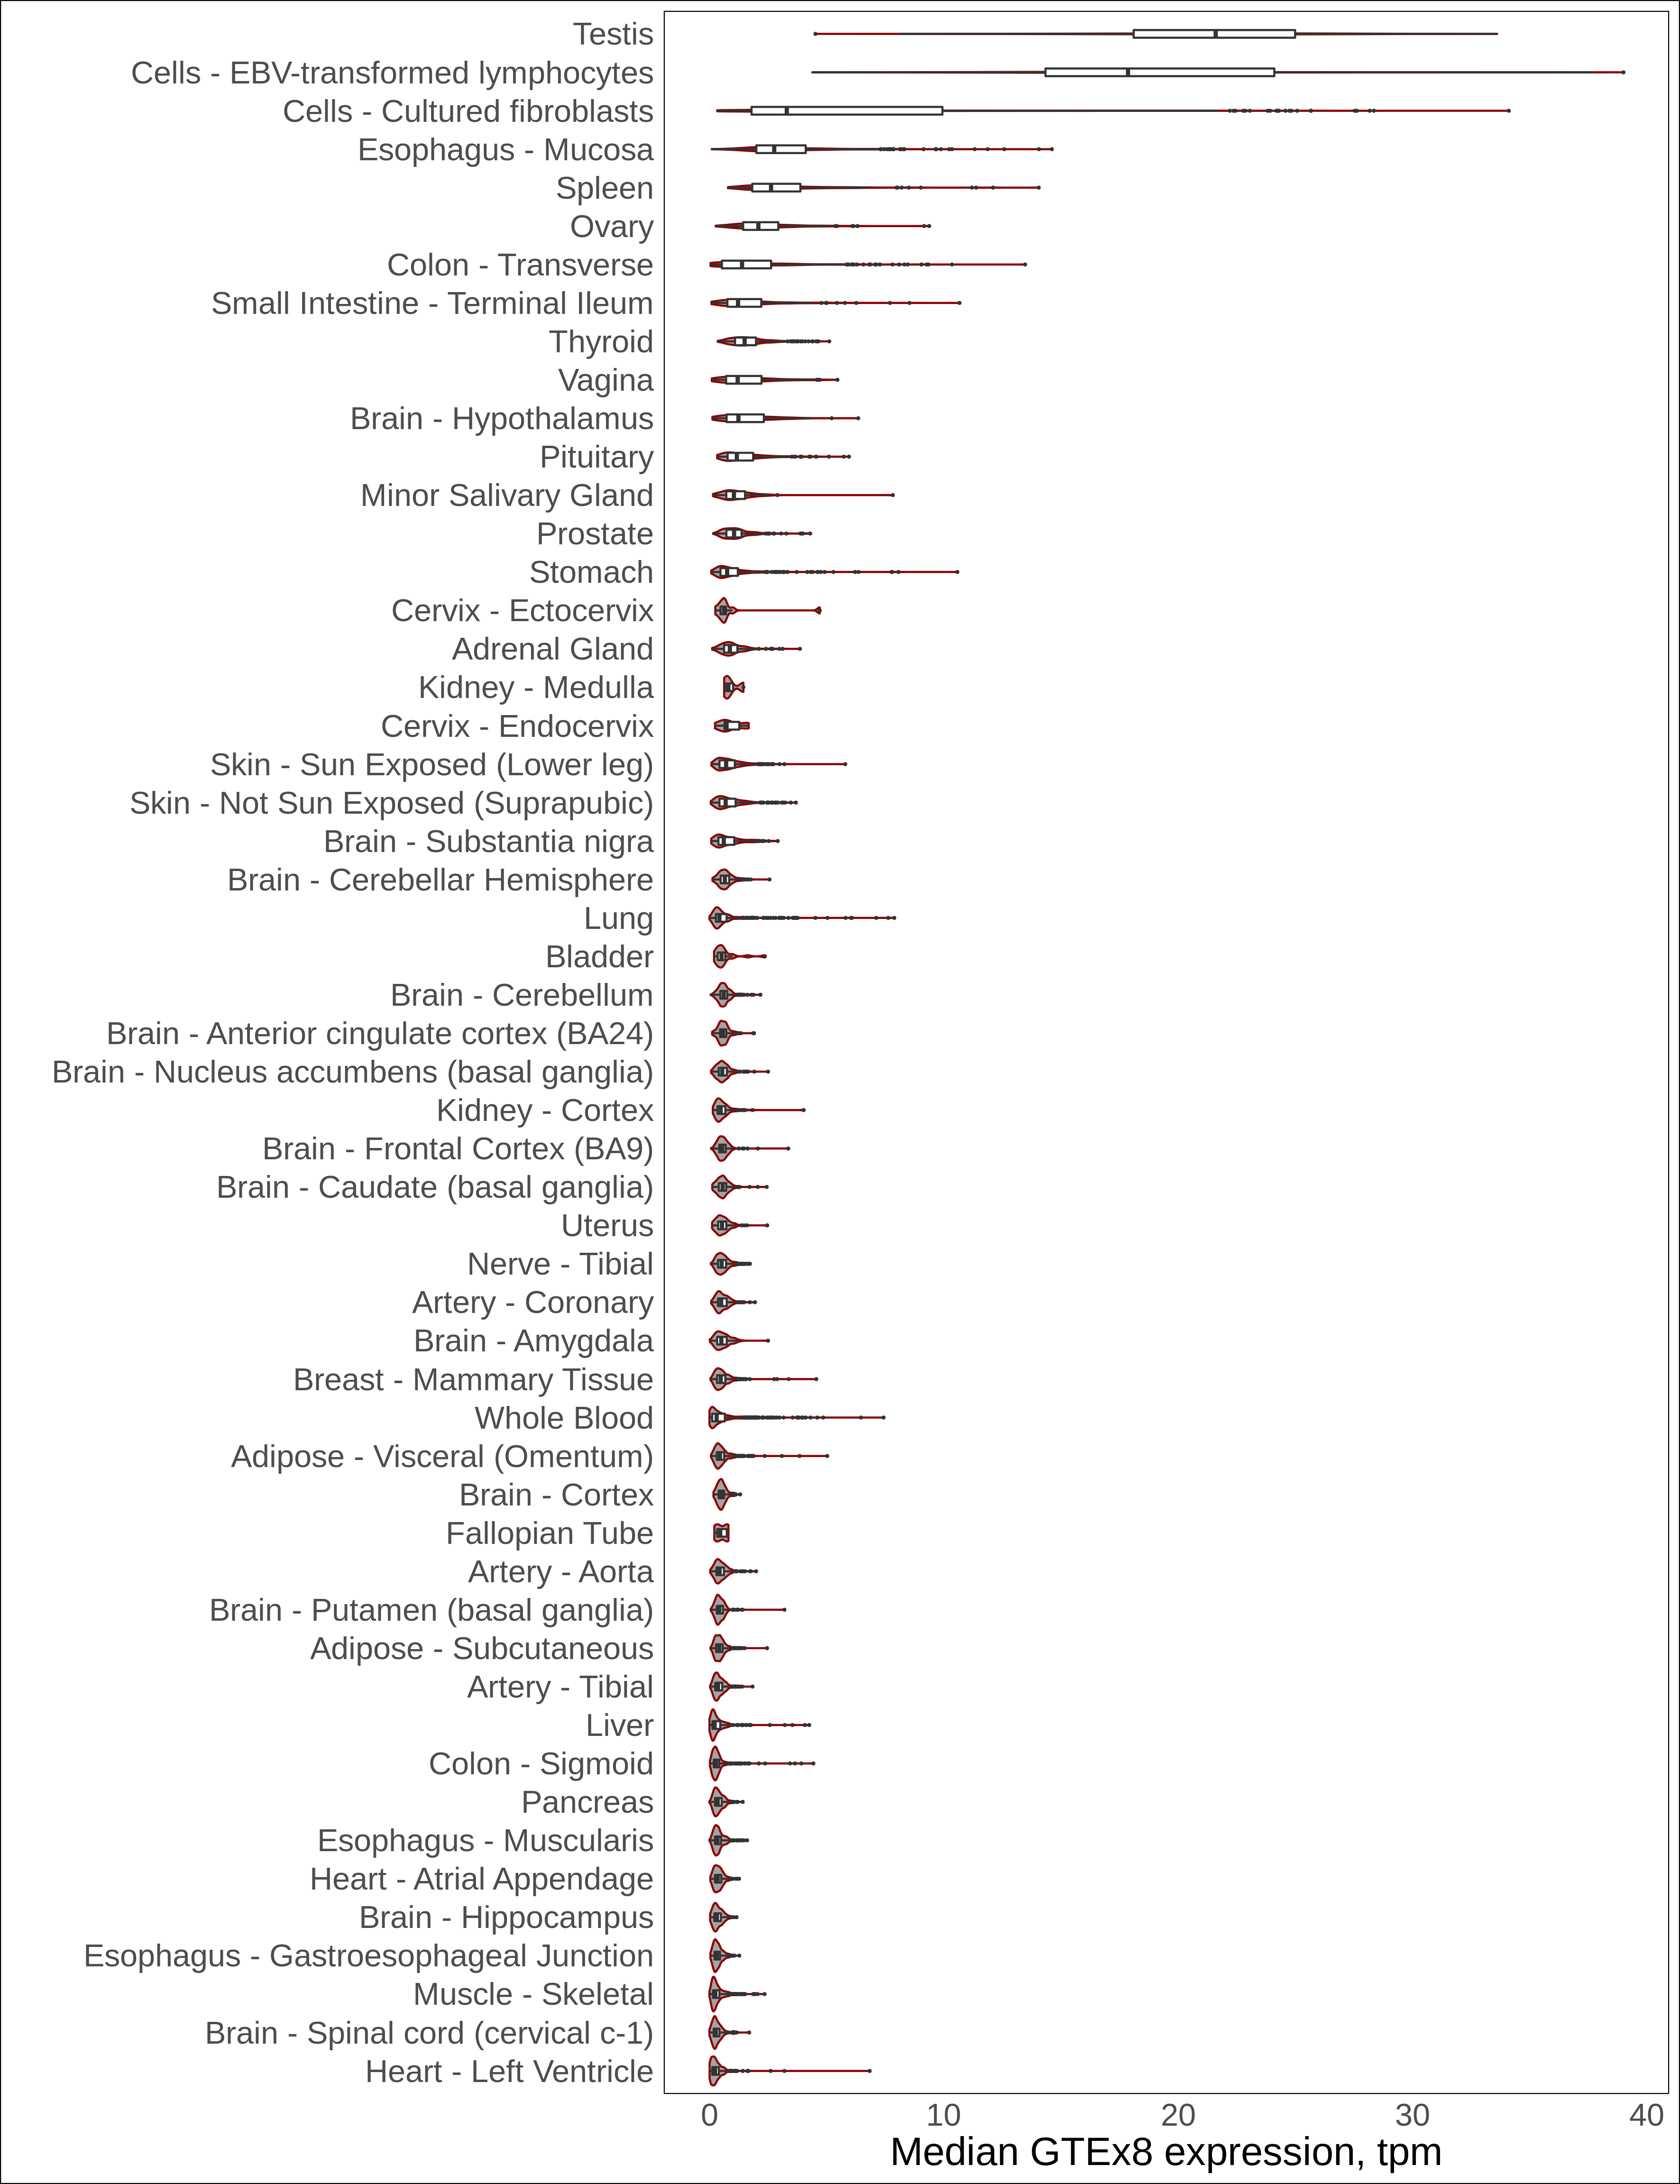 Testis
Cells - EBV-transformed lymphocytes
Cells - Cultured fibroblasts
Esophagus - Mucosa
Spleen
Ovary
Colon - Transverse
Small Intestine - Terminal Ileum
Thyroid
Vagina
Brain - Hypothalamus
Pituitary
Minor Salivary Gland
Prostate
Stomach
Cervix - Ectocervix
Adrenal Gland
Kidney - Medulla
Cervix - Endocervix
Skin - Sun Exposed (Lower leg)
Skin - Not Sun Exposed (Suprapubic)
Brain - Substantia nigra
Brain - Cerebellar Hemisphere
Lung
Bladder
Brain - Cerebellum
Brain - Anterior cingulate cortex (BA24)
Brain - Nucleus accumbens (basal ganglia)
Kidney - Cortex
Brain - Frontal Cortex (BA9)
Brain - Caudate (basal ganglia)
Uterus
Nerve - Tibial
Artery - Coronary
Brain - Amygdala
Breast - Mammary Tissue
Whole Blood
Adipose - Visceral (Omentum)
Brain - Cortex
Fallopian Tube
Artery - Aorta
Brain - Putamen (basal ganglia)
Adipose - Subcutaneous
Artery - Tibial
Liver
Colon - Sigmoid
Pancreas
Esophagus - Muscularis
Heart - Atrial Appendage
Brain - Hippocampus
Esophagus - Gastroesophageal Junction
Muscle - Skeletal
Brain - Spinal cord (cervical c-1)
Heart - Left Ventricle
0 10 20 30 40
Median GTEx8 expression, tpm